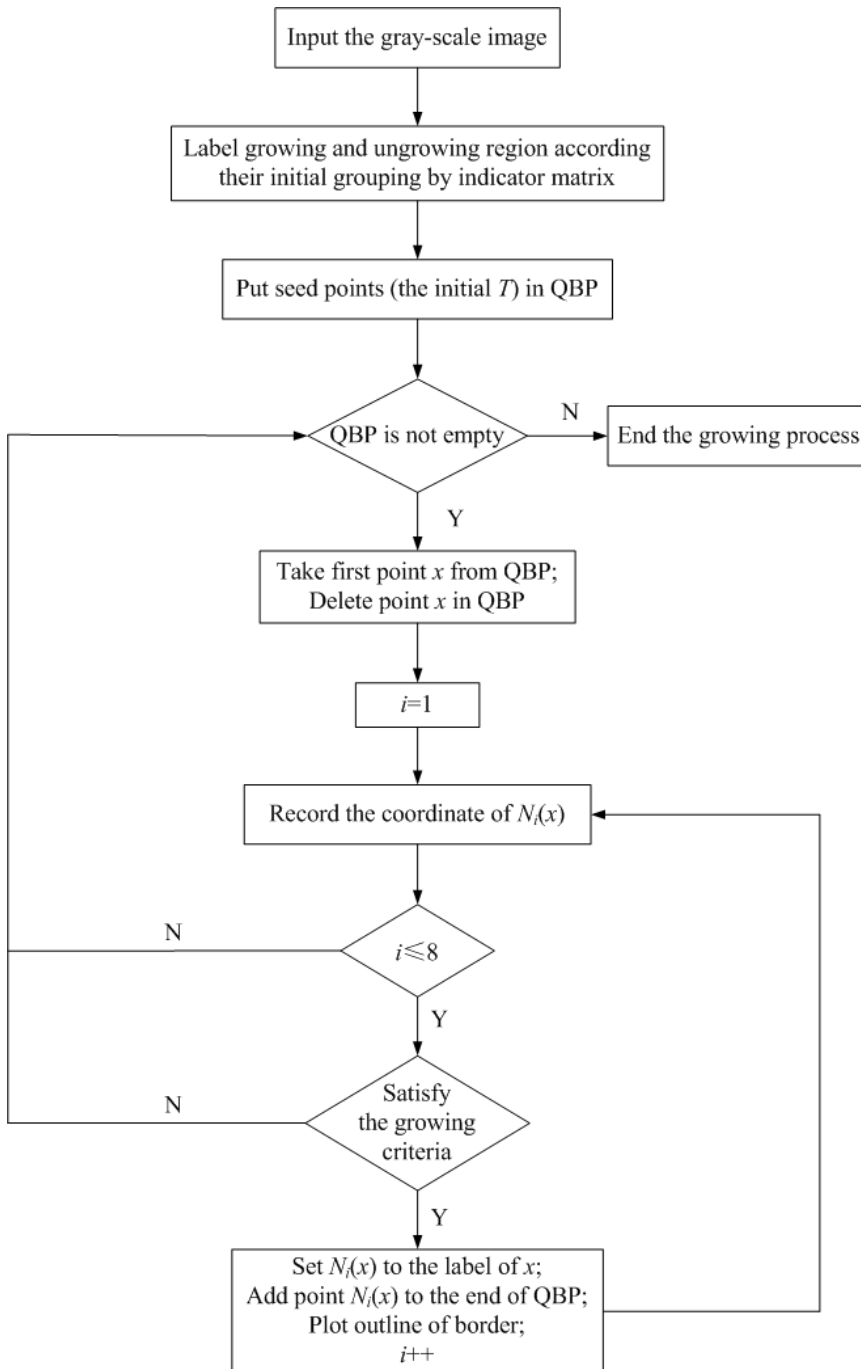 Input the gray-scale image
Label growing and ungrowing region according
their initial grouping by indicator matrix
Put seed points (the initial T) in QBP
QBP is not empty
N
End the growing process
Y
Take first point x from QBP;
Delete point x in QBP
i=1
Record the coordinate of Nᵢ(x)
N
i≤8
Y
N
Satisfy
the growing
criteria
Y
Set Nᵢ(x) to the label of x;
Add point Nᵢ(x) to the end of QBP;
Plot outline of border;
i++